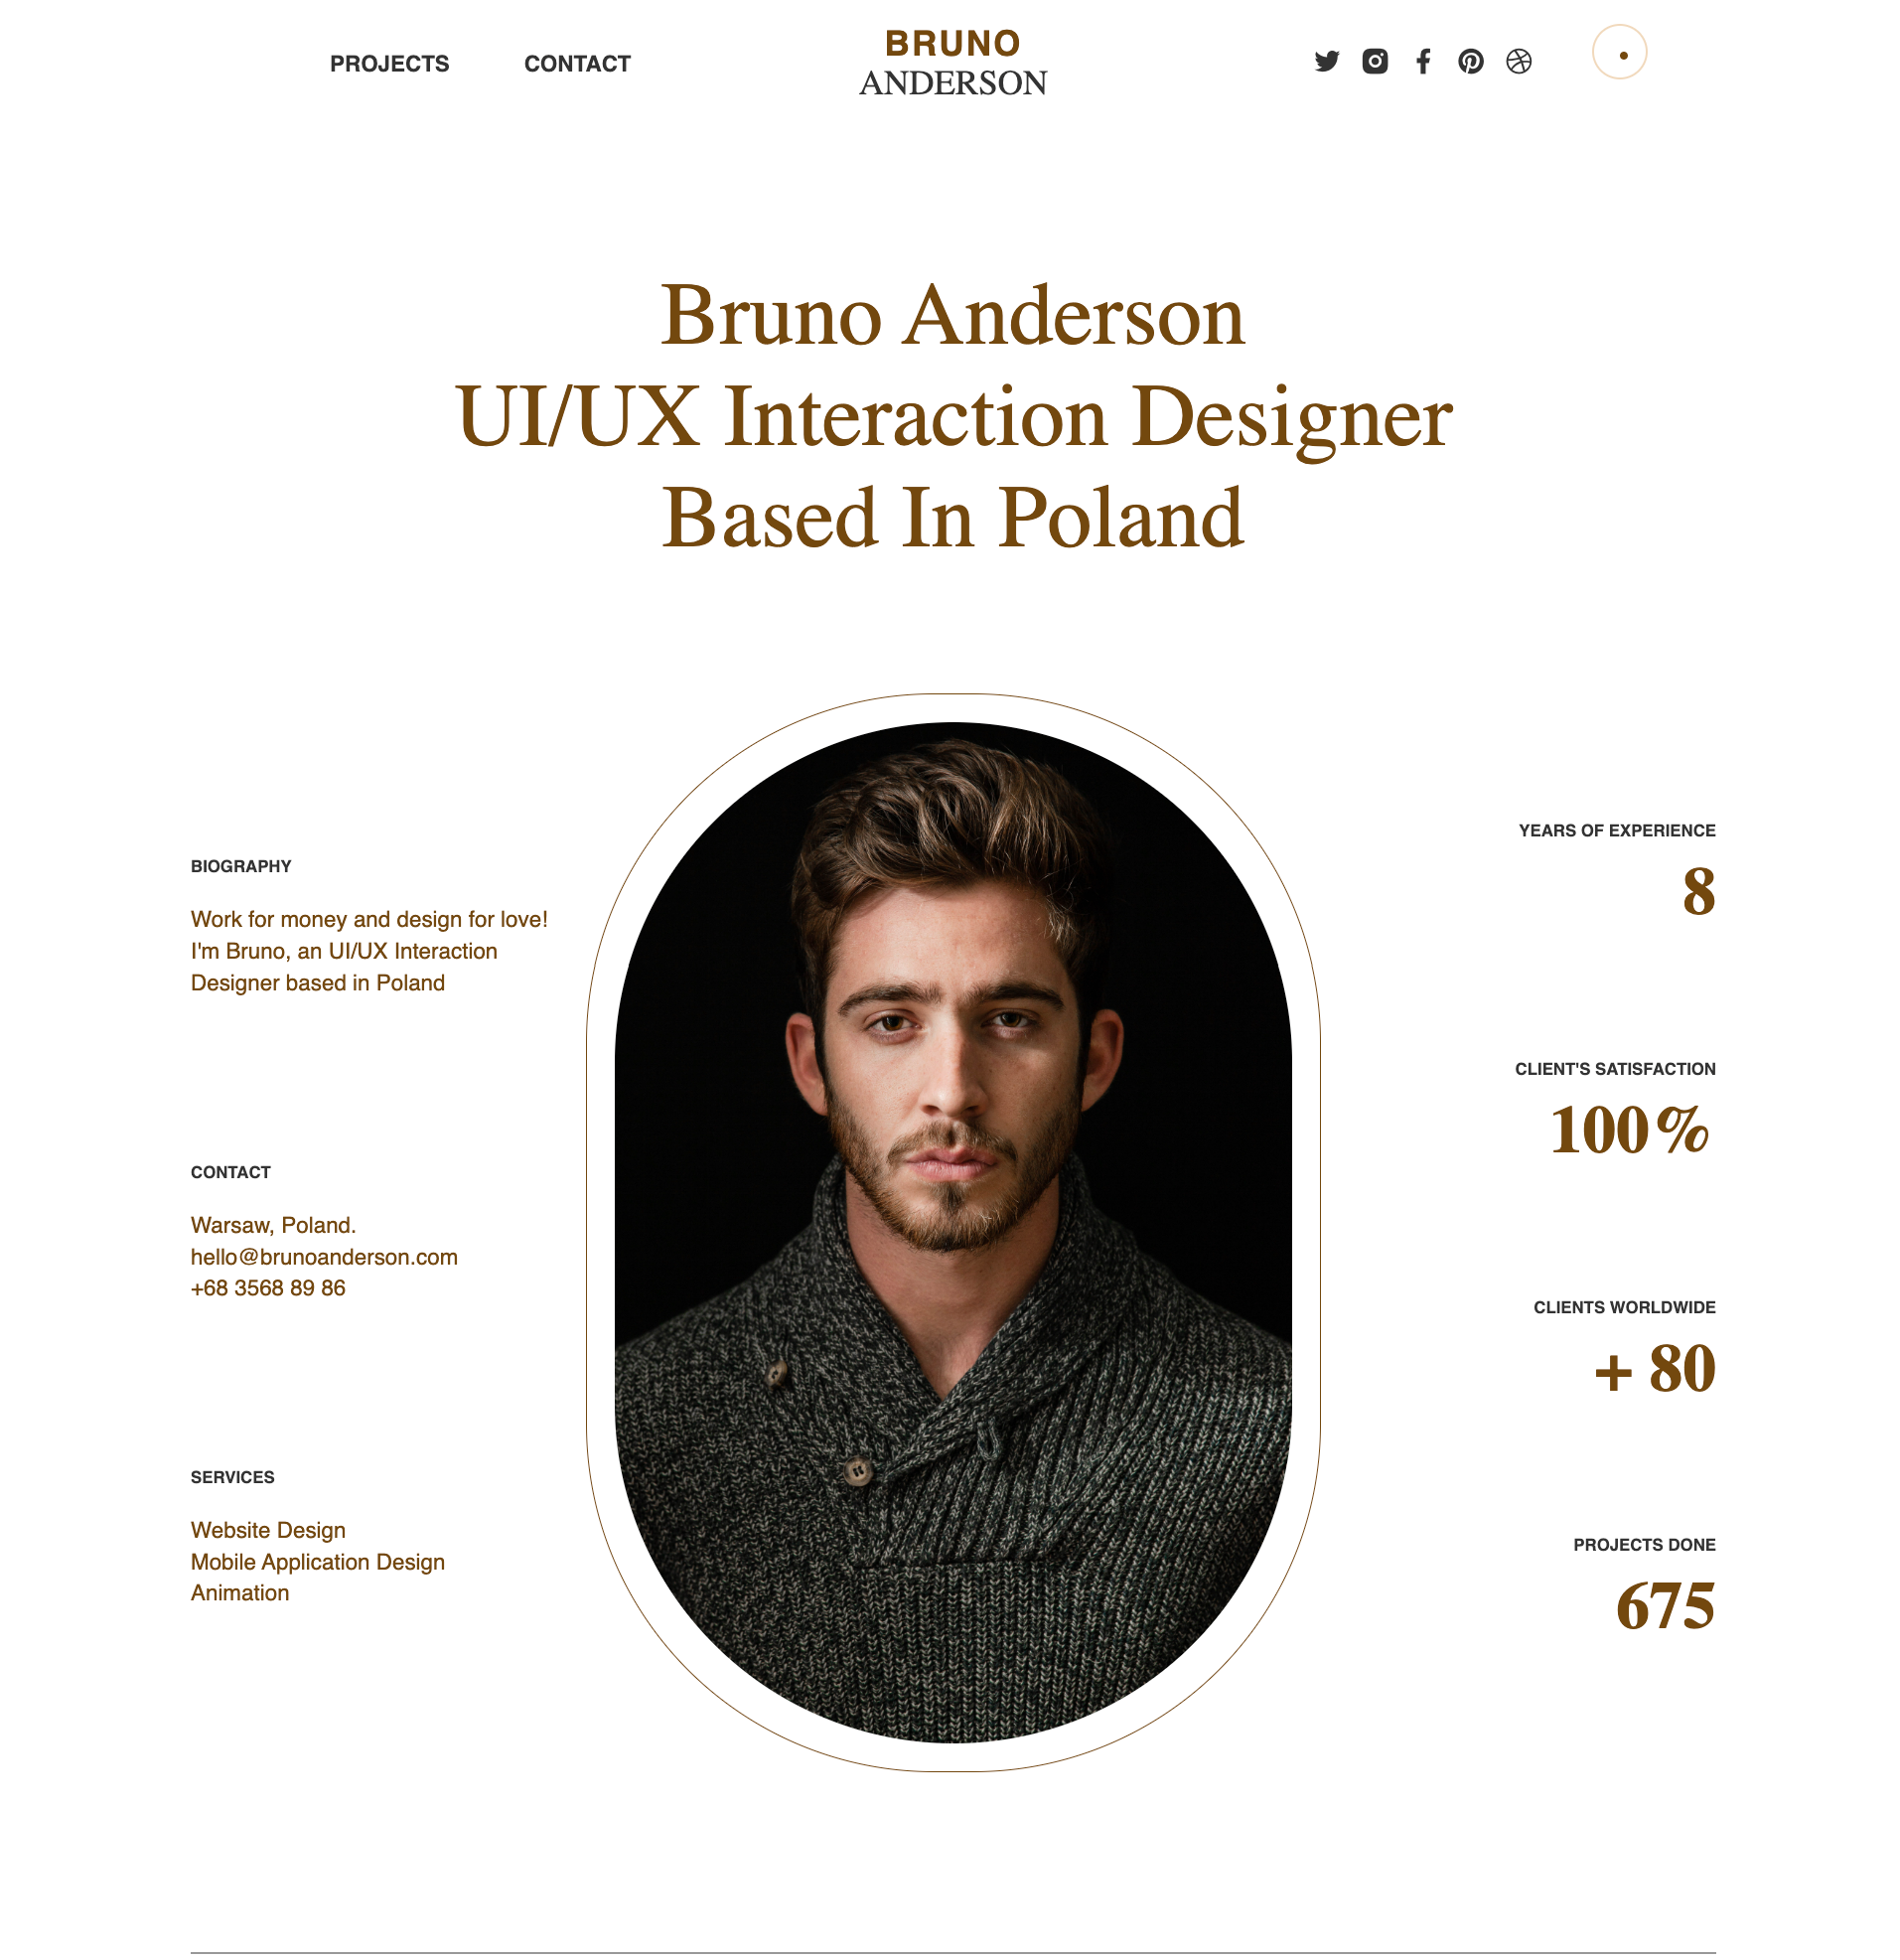 PROJECTS
CONTACT
BRUNO
ANDERSON
Bruno Anderson
UI/UX Interaction Designer
Based In Poland
BIOGRAPHY
Work for money and design for love!
I'm Bruno, an UI/UX Interaction
Designer based in Poland
CONTACT
Warsaw, Poland.
hello@brunoanderson.com
+68 3568 89 86
SERVICES
Website Design
Mobile Application Design
Animation
YEARS OF EXPERIENCE
8
CLIENT'S SATISFACTION
100%
CLIENTS WORLDWIDE
+ 80
PROJECTS DONE
675